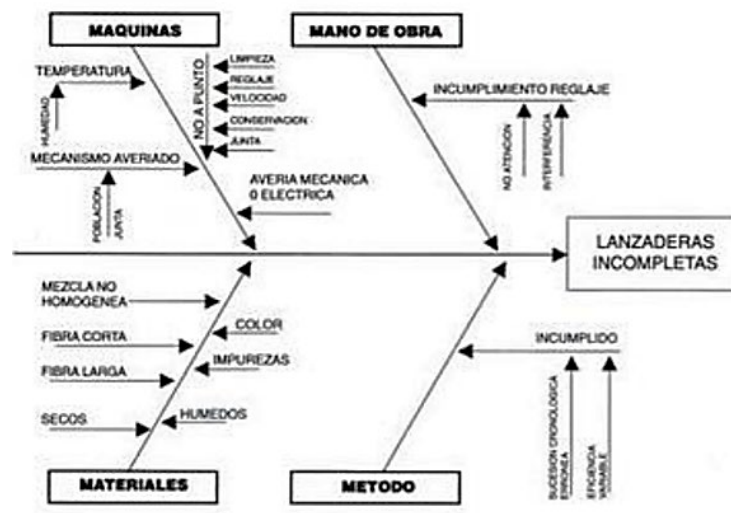 MAQUINAS
MANO DE OBRA
TEMPERATURA
HUMEDAD
NO A PUNTO
LIMPIEZA
REGLAJE
VELOCIDAD
CONSERVACION
JUNTA
INCUMPLIMIENTO REGLAJE
NO ATENCION
INTERFERENCIA
MECANISMO AVERIADO
POBLACION
JUNTA
AVERIA MECANICA
0 ELECTRICA
LANZADERAS
INCOMPLETAS
MEZCLA NO
HOMOGENEA
COLOR
FIBRA CORTA
IMPUREZAS
FIBRA LARGA
SECOS
HUMEDOS
INCUMPLIDO
SUCESION CRONOLOGICA
ERRONEA
EFICIENCIA
VARIABLE
MATERIALES
METODO